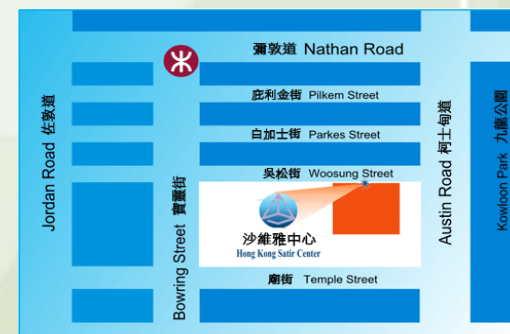 彌敦道 Nathan Road
庇利金街 Pilkem Street
白加士街 Parkes Street
吳松街 Woosung Street
沙維雅中心
Hong Kong Satir Center
廟街 Temple Street
Jordan Road 佐敦道
Bowring Street 寶靈街
Austin Road 柯士甸道
Kowloon Park 九龍公園